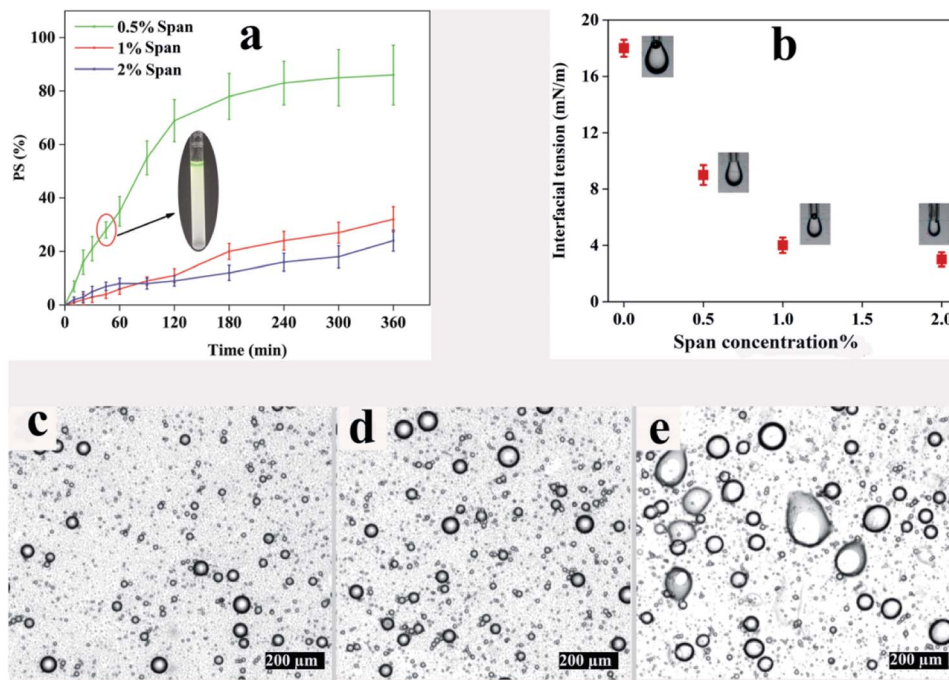 a
0.5% Span
1% Span
2% Span
100
80
60
40
20
0
PS (%)
0 60 120 180 240 300 360
Time (min)
b
20
16
12
8
4
0
Interfacial tension (mN/m)
0.0 0.5 1.0 1.5 2.0
Span concentration%
c
200 µm
d
200 µm
e
200 µm